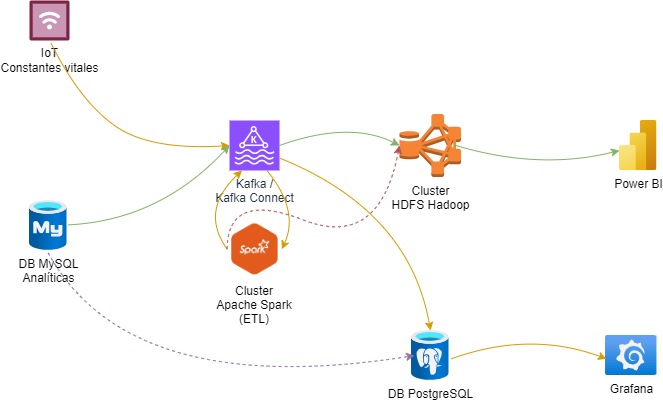 IoT
Constantes vitales
K
Kafka /
Kafka Connect
Cluster
HDFS Hadoop
Power BI
My
DB MySQL
Analíticas
Spark
Cluster
Apache Spark
(ETL)
DB PostgreSQL
Grafana